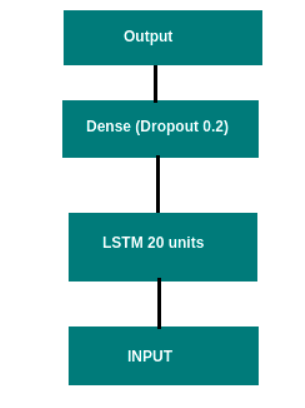 Output
Dense (Dropout 0.2)
LSTM 20 units
INPUT